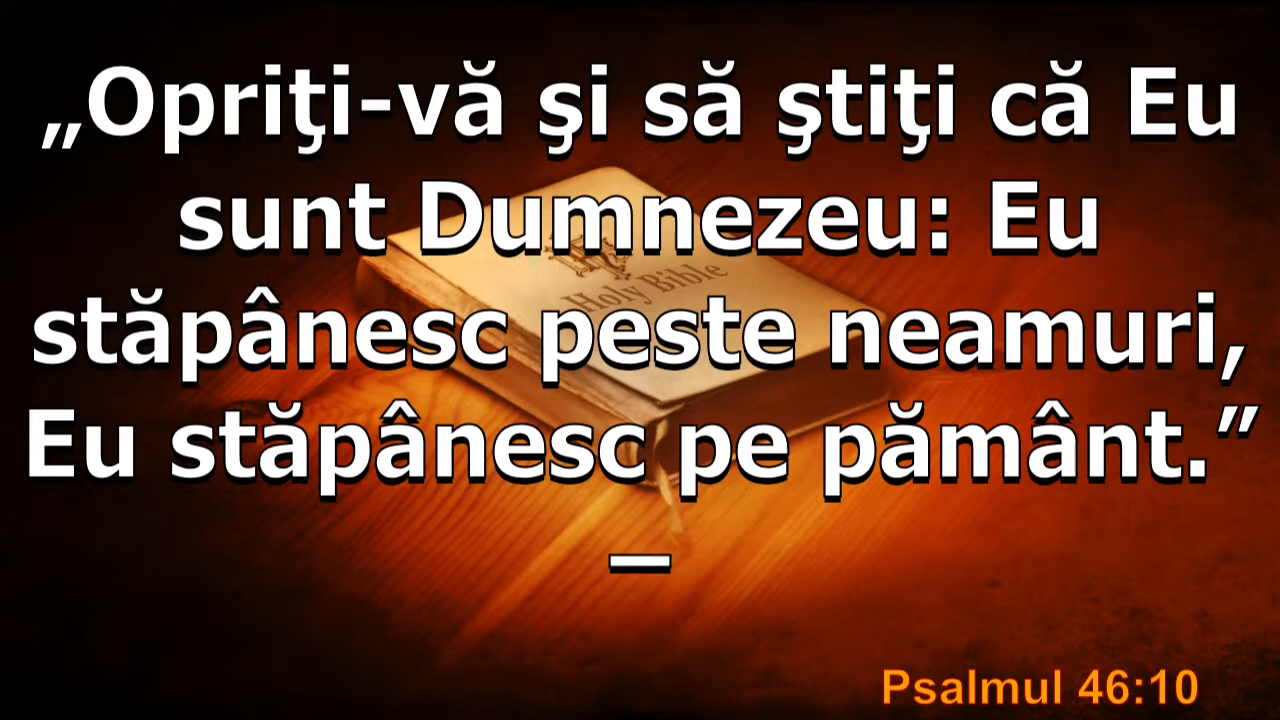 „Opriţi-vă şi să ştiţi că Eu
sunt Dumnezeu: Eu
stăpânesc peste neamuri,
Eu stăpânesc pe pământ.”
–
Holy Bible
Psalmul 46:10